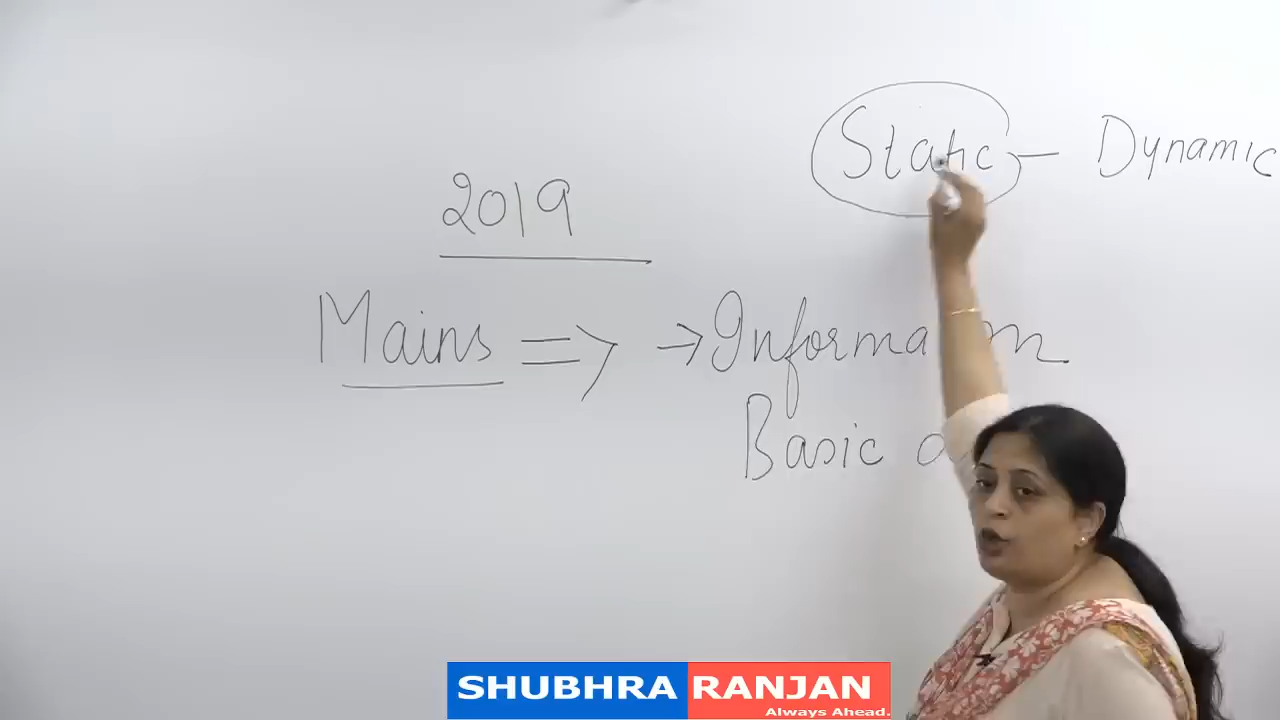 Static - Dynamic
2019
Mains => → Information
Basic
SHUBHRA RANJAN
Always Ahead.